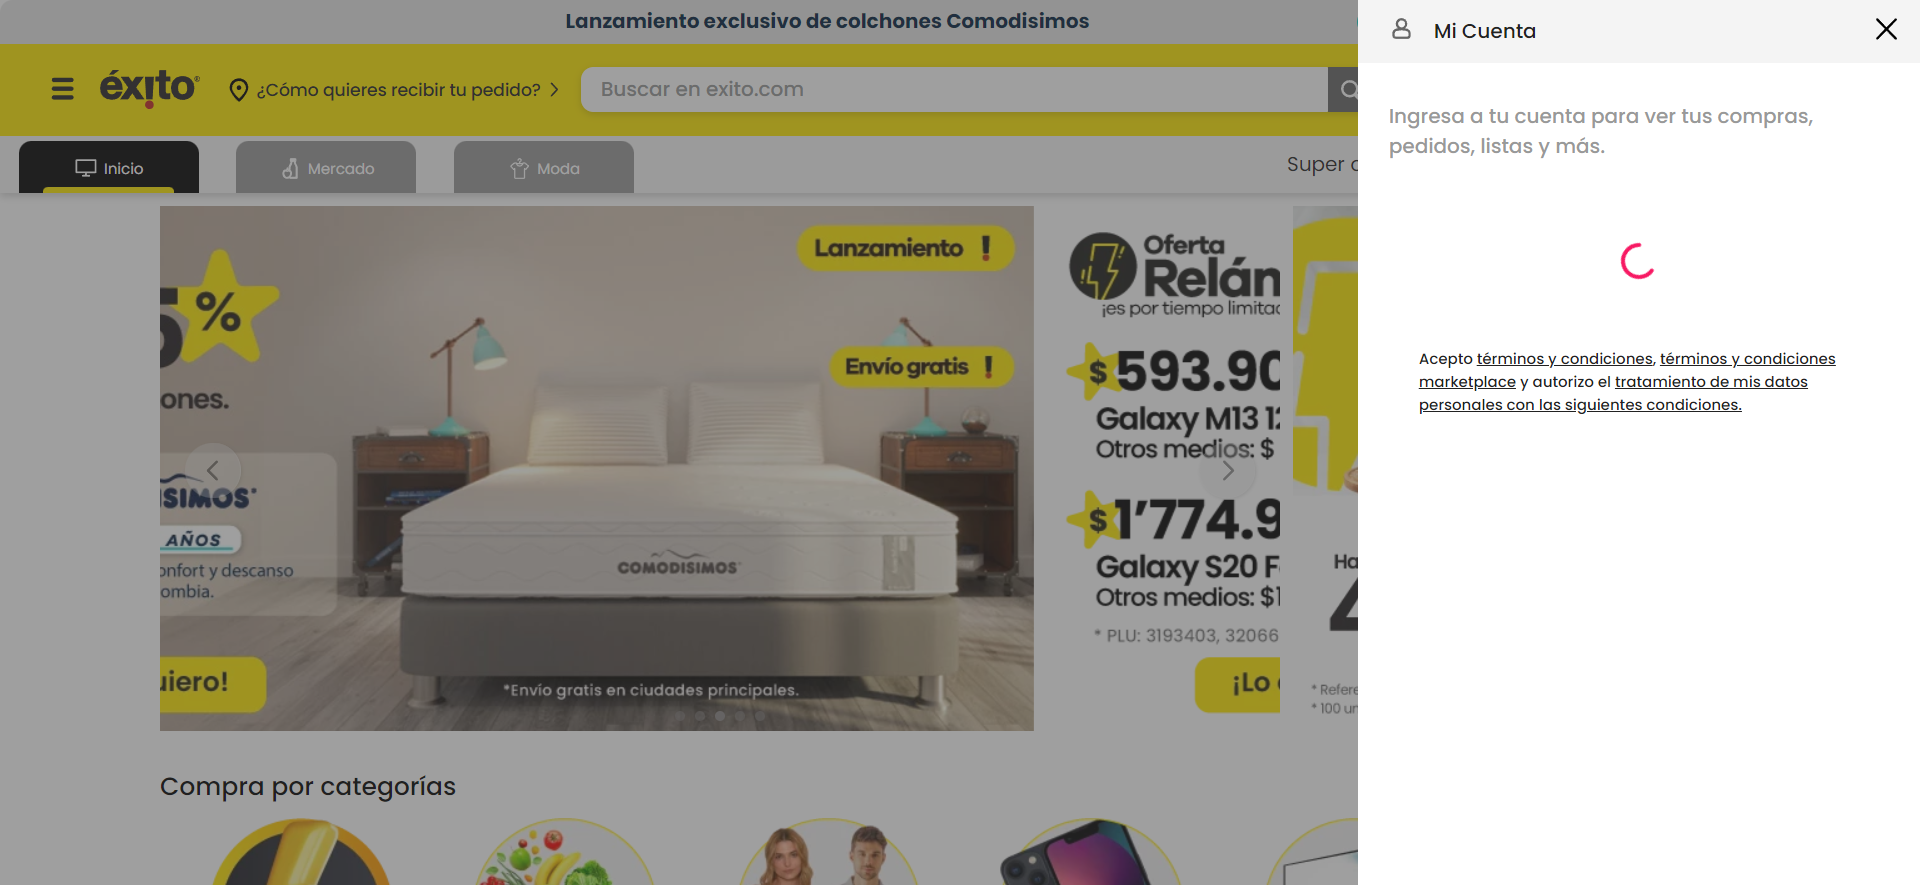 Lanzamiento exclusivo de colchones Comodisimos
éxito
¿Cómo quieres recibir tu pedido?
Buscar en exito.com
Inicio
Mercado
Moda
Super
Lanzamiento !
%
Envío gratis !
ones.
ISIMOS
AÑOS
onfort y descanso
ombia.
uiero!
COMODISIMOS
*Envío gratis en ciudades principales.
Oferta
Relán
¡es por tiempo limitad
$593.90
Galaxy M13 12
Otros medios: $
$1’774.9
Galaxy S20 F
Otros medios: $1
* PLU: 3193403, 32066
¡Lo
Ha
4
* Refere
* 100 un
Compra por categorías
Mi Cuenta
Ingresa a tu cuenta para ver tus compras,
pedidos, listas y más.
Acepto términos y condiciones, términos y condiciones
marketplace y autorizo el tratamiento de mis datos
personales con las siguientes condiciones.